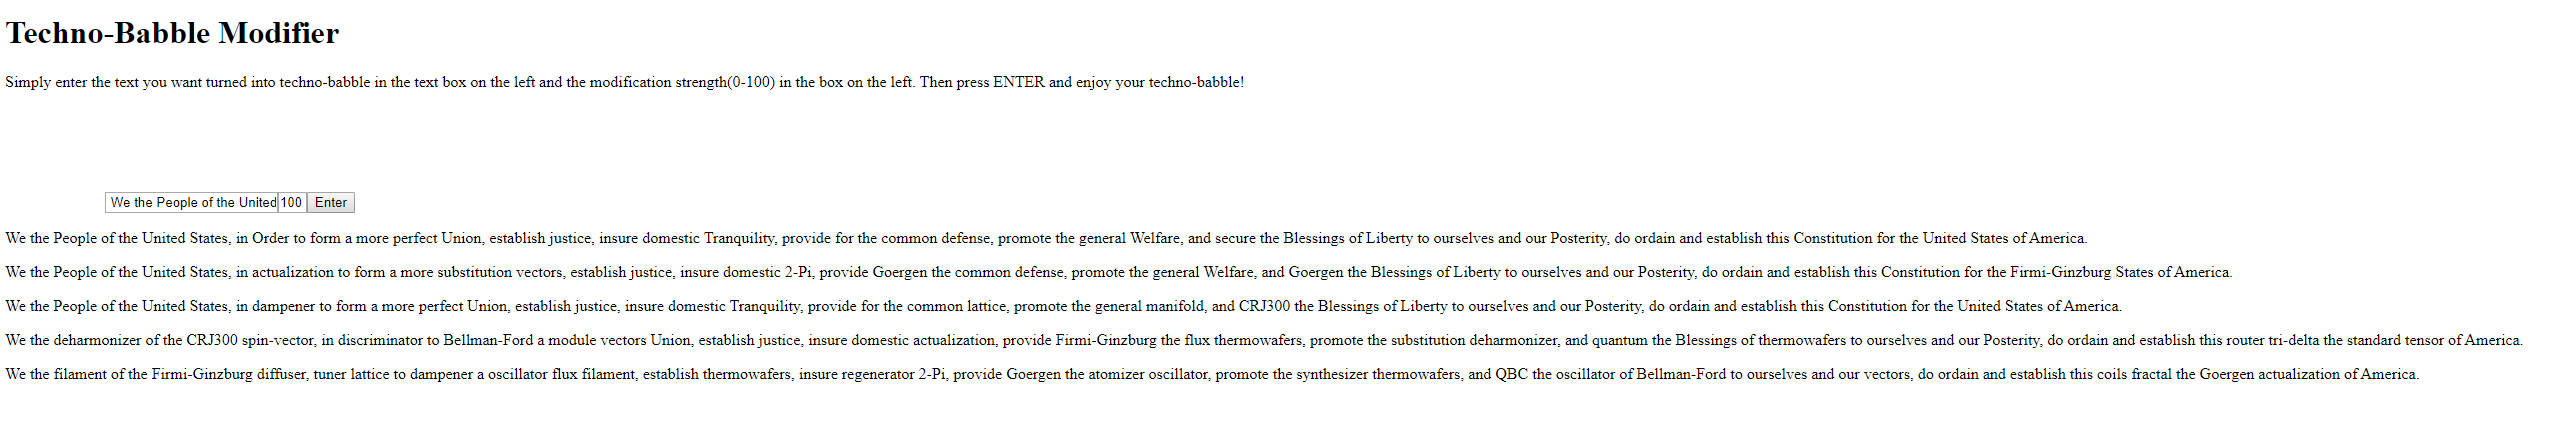 Techno-Babble Modifier
Simply enter the text you want turned into techno-babble in the text box on the left and the modification strength(0-100) in the box on the left. Then press ENTER and enjoy your techno-babble!
We the People of the United 100 Enter
We the People of the United States, in Order to form a more perfect Union, establish justice, insure domestic Tranquility, provide for the common defense, promote the general Welfare, and secure the Blessings of Liberty to ourselves and our Posterity, do ordain and establish this Constitution for the United States of America.
We the People of the United States, in actualization to form a more substitution vectors, establish justice, insure domestic 2-Pi, provide Goergen the common defense, promote the general Welfare, and Goergen the Blessings of Liberty to ourselves and our Posterity, do ordain and establish this Constitution for the Firmi-Ginzburg States of America.
We the People of the United States, in dampener to form a more perfect Union, establish justice, insure domestic Tranquility, provide for the common lattice, promote the general manifold, and CRJ300 the Blessings of Liberty to ourselves and our Posterity, do ordain and establish this Constitution for the United States of America.
We the deharmonizer of the CRJ300 spin-vector, in discriminator to Bellman-Ford a module vectors Union, establish justice, insure domestic actualization, provide Firmi-Ginzburg the flux thermowafers, promote the substitution deharmonizer, and quantum the Blessings of thermowafers to ourselves and our Posterity, do ordain and establish this router tri-delta the standard tensor of America.
We the filament of the Firmi-Ginzburg diffuser, tuner lattice to dampener a oscillator flux filament, establish thermowafers, insure regenerator 2-Pi, provide Goergen the atomizer oscillator, promote the synthesizer thermowafers, and QBC the oscillator of Bellman-Ford to ourselves and our vectors, do ordain and establish this coils fractal the Goergen actualization of America.